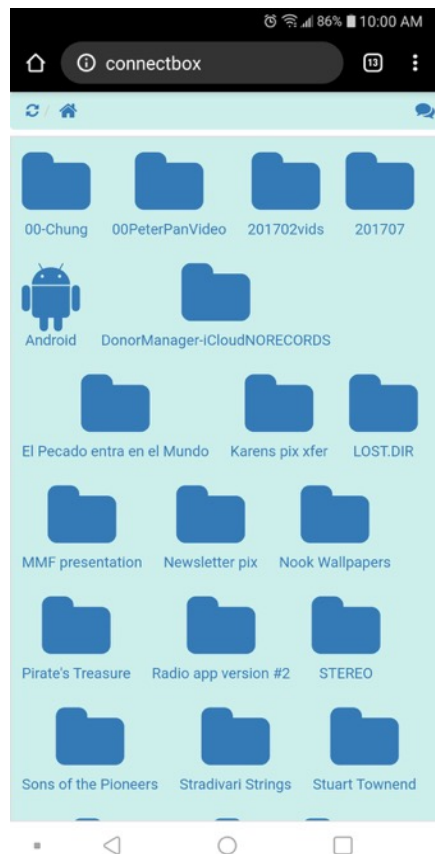 86% 10:00 AM
connectbox 13
00-Chung 00PeterPanVideo 201702vids 201707
Android DonorManager-iCloudNORECORDS
El Pecado entra en el Mundo Karens pix xfer LOST.DIR
MMF presentation Newsletter pix Nook Wallpapers
Pirate's Treasure Radio app version #2 STEREO
Sons of the Pioneers Stradivari Strings Stuart Townend